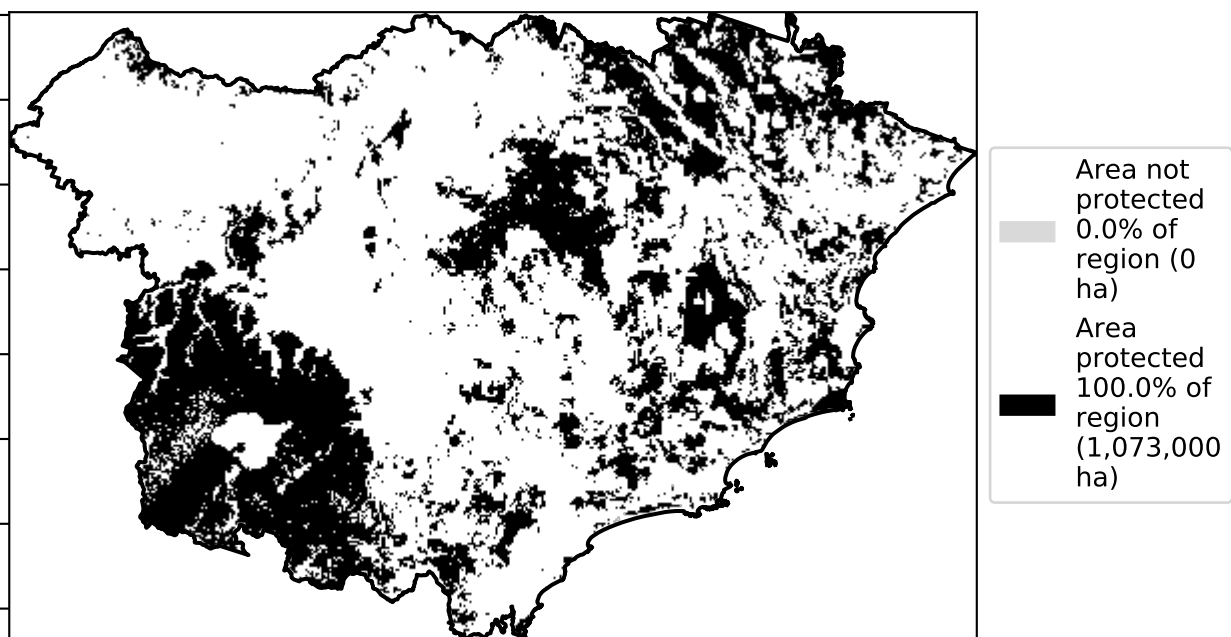 Area not
protected
0.0% of
region (0
ha)
Area
protected
100.0% of
region
(1,073,000
ha)